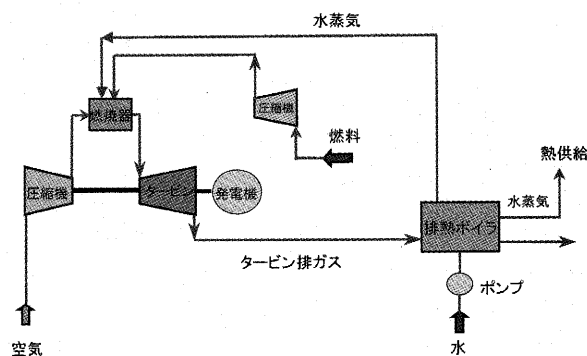 水蒸気
燃焼器
圧縮機
燃料
熱供給
圧縮機
タービン
発電機
水蒸気
排熱ボイラ
タービン排ガス
ポンプ
空気
水